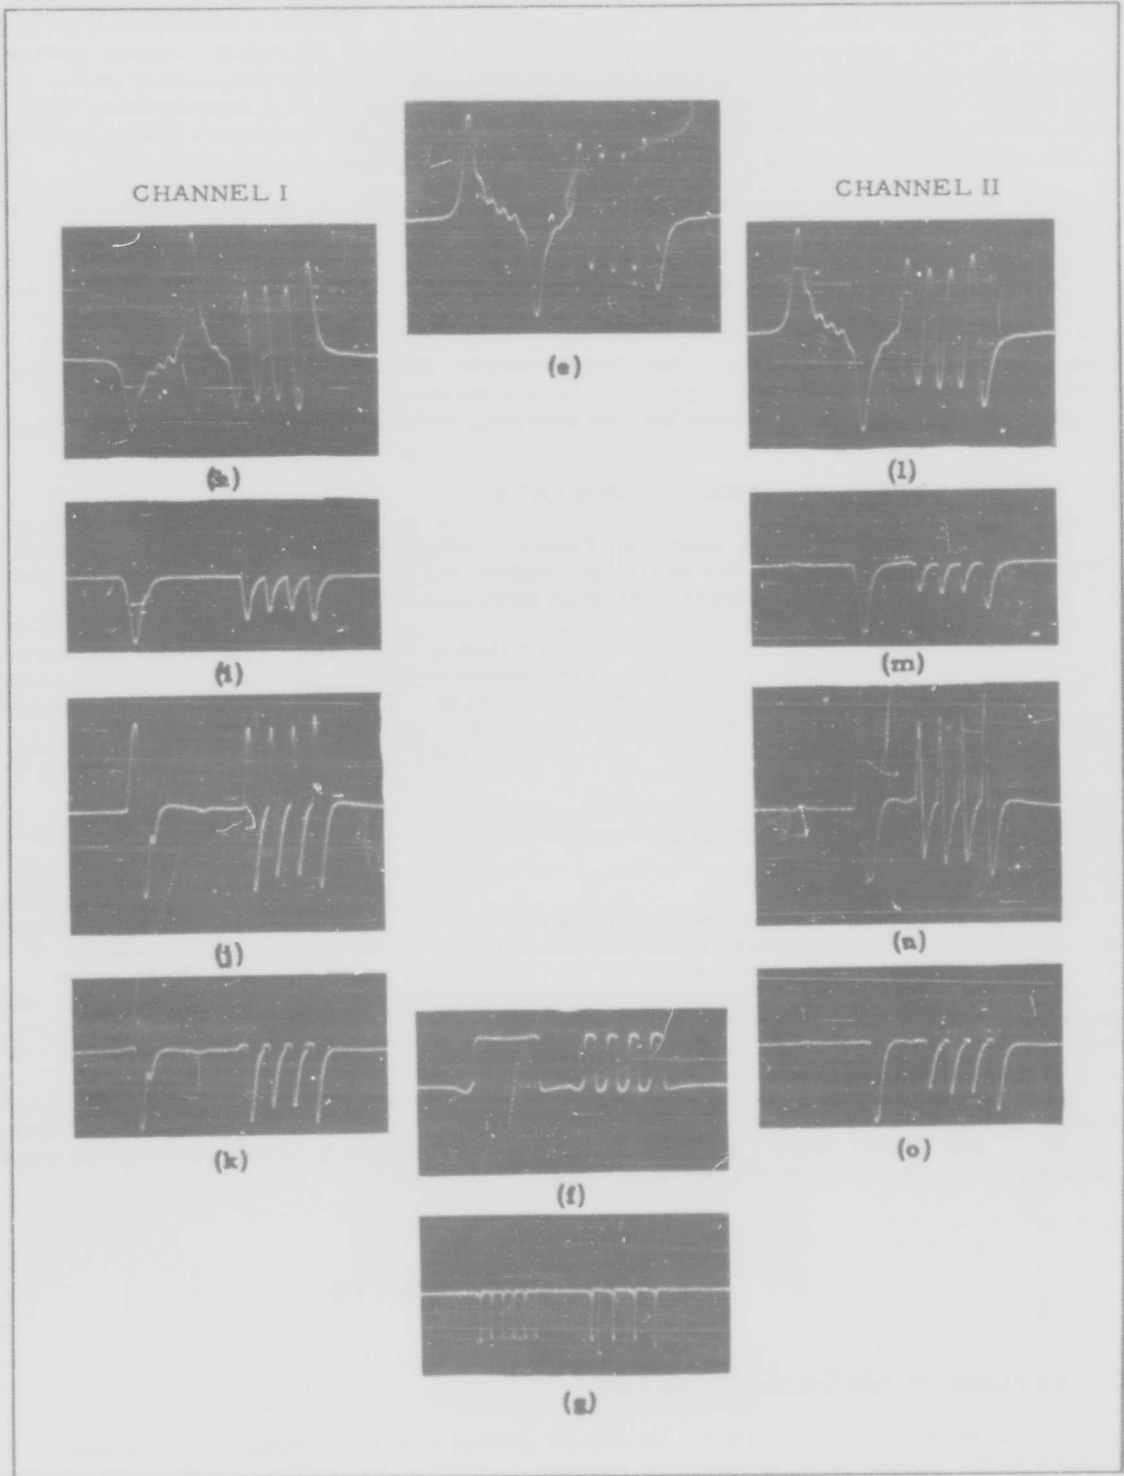 CHANNEL I
CHANNEL II
(e)
(h)
(l)
(i)
(m)
(j)
(n)
(k)
(o)
(f)
(g)